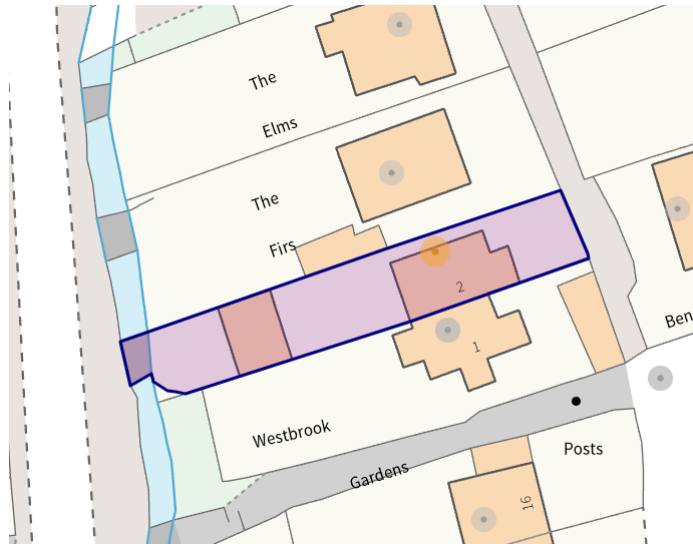 The
Elms
The
Firs
2
1
Ben
Westbrook
Gardens
Posts
16